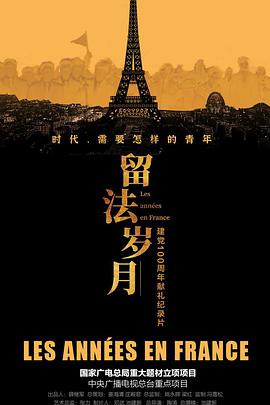 时代，需要怎样的青年
留法岁月
Les
années
en France
建党100周年献礼纪录片
LES ANNÉES EN FRANCE
国家广电总局重大题材立项项目
中央广播电视总台重点项目